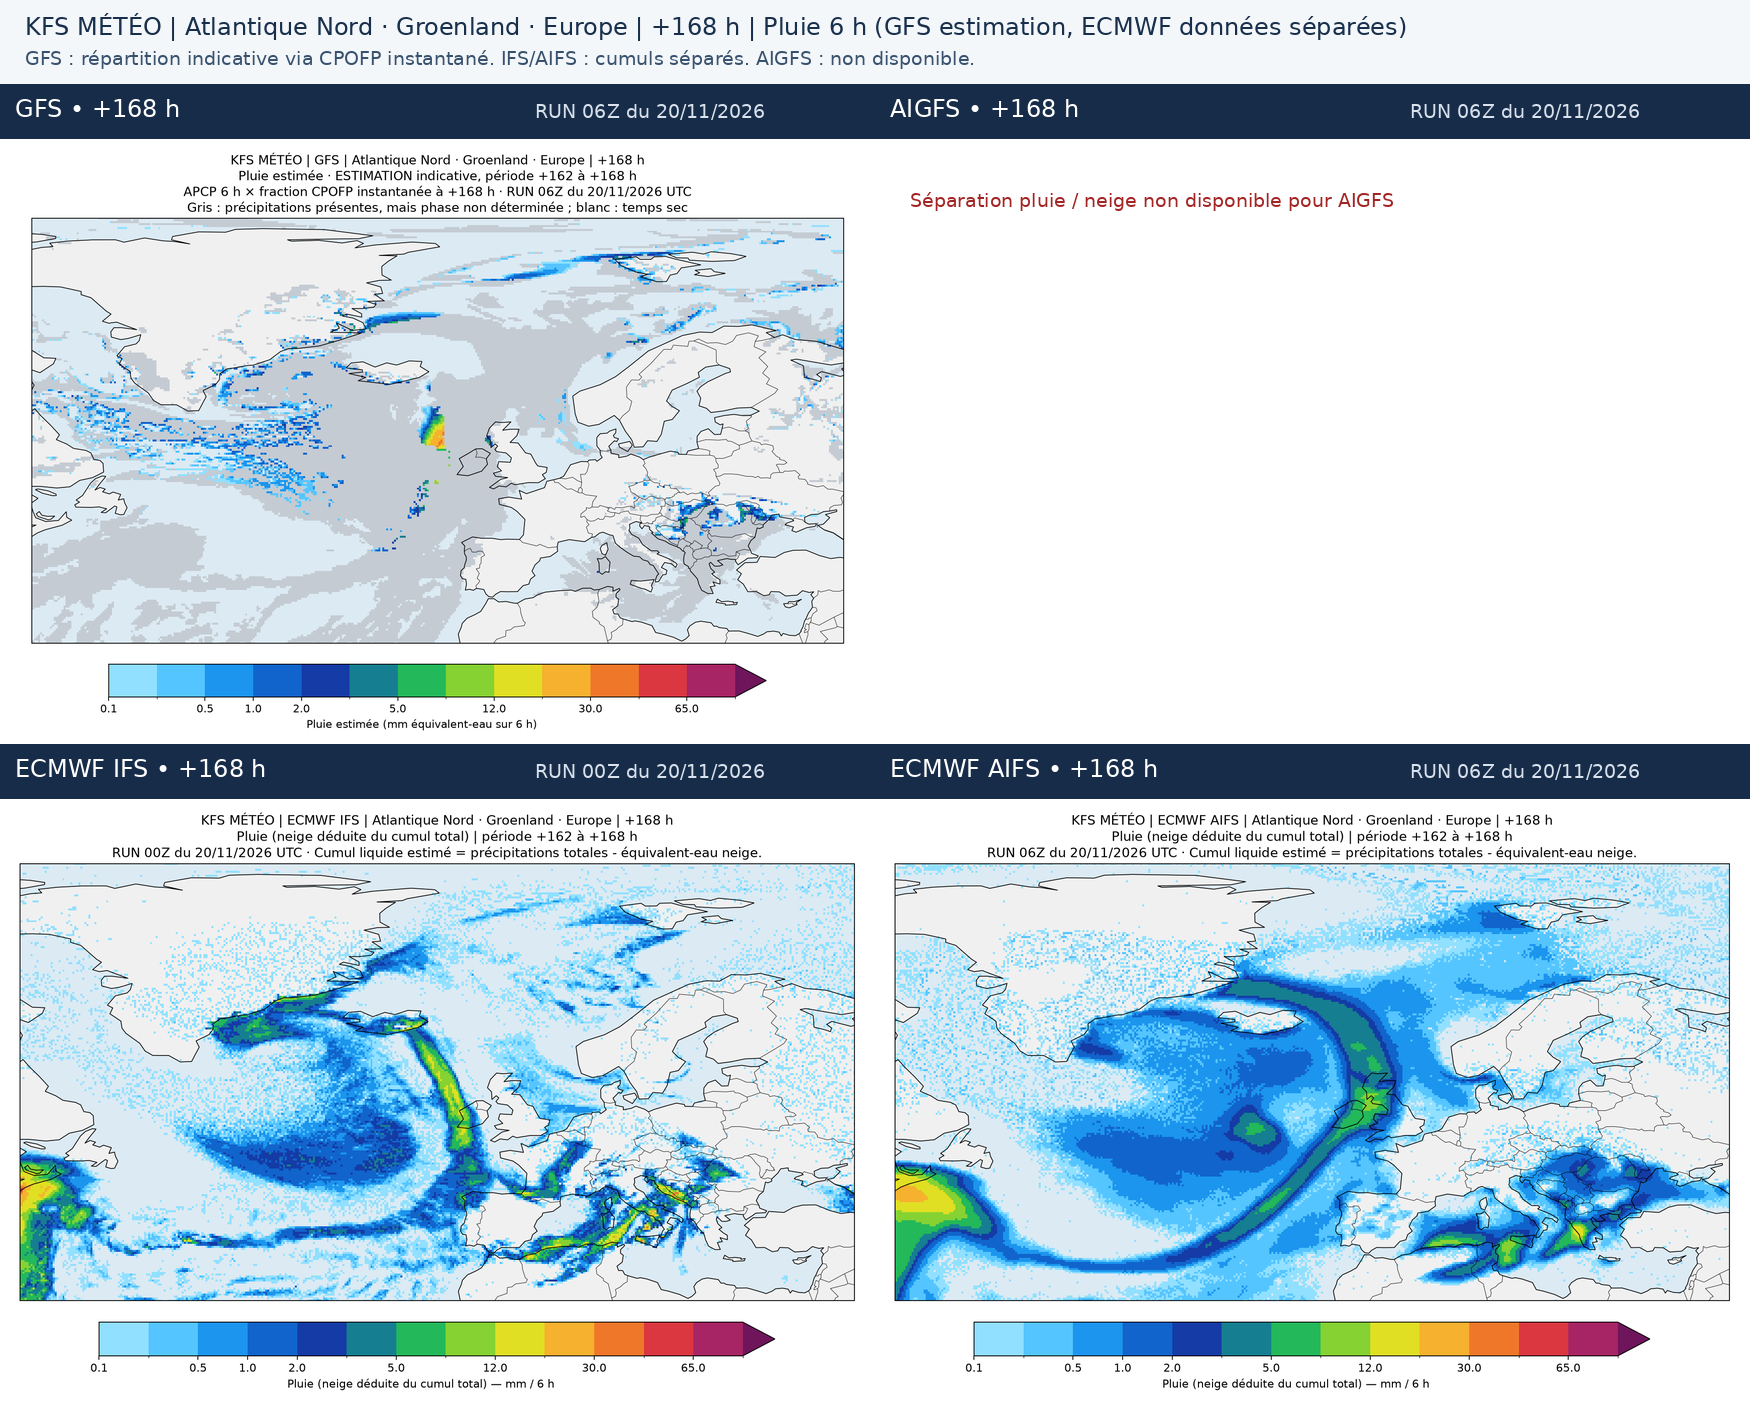 KFS MÉTÉO | Atlantique Nord · Groenland · Europe | +168 h | Pluie 6 h (GFS estimation, ECMWF données séparées)
GFS : répartition indicative via CPOFP instantané. IFS/AIFS : cumuls séparés. AIGFS : non disponible.
GFS • +168 h
RUN 06Z du 20/11/2026
AIGFS • +168 h
RUN 06Z du 20/11/2026
KFS MÉTÉO | GFS | Atlantique Nord · Groenland · Europe | +168 h
Pluie estimée · ESTIMATION indicative, période +162 à +168 h
APCP 6 h × fraction CPOFP instantanée à +168 h · RUN 06Z du 20/11/2026 UTC
Gris : précipitations présentes, mais phase non déterminée ; blanc : temps sec
Séparation pluie / neige non disponible pour AIGFS
0.1 0.5 1.0 2.0 5.0 12.0 30.0 65.0
Pluie estimée (mm équivalent-eau sur 6 h)
ECMWF IFS • +168 h
RUN 00Z du 20/11/2026
ECMWF AIFS • +168 h
RUN 06Z du 20/11/2026
KFS MÉTÉO | ECMWF IFS | Atlantique Nord · Groenland · Europe | +168 h
Pluie (neige déduite du cumul total) | période +162 à +168 h
RUN 00Z du 20/11/2026 UTC · Cumul liquide estimé = précipitations totales - équivalent-eau neige.
KFS MÉTÉO | ECMWF AIFS | Atlantique Nord · Groenland · Europe | +168 h
Pluie (neige déduite du cumul total) | période +162 à +168 h
RUN 06Z du 20/11/2026 UTC · Cumul liquide estimé = précipitations totales - équivalent-eau neige.
0.1 0.5 1.0 2.0 5.0 12.0 30.0 65.0
Pluie (neige déduite du cumul total) — mm / 6 h
0.1 0.5 1.0 2.0 5.0 12.0 30.0 65.0
Pluie (neige déduite du cumul total) — mm / 6 h